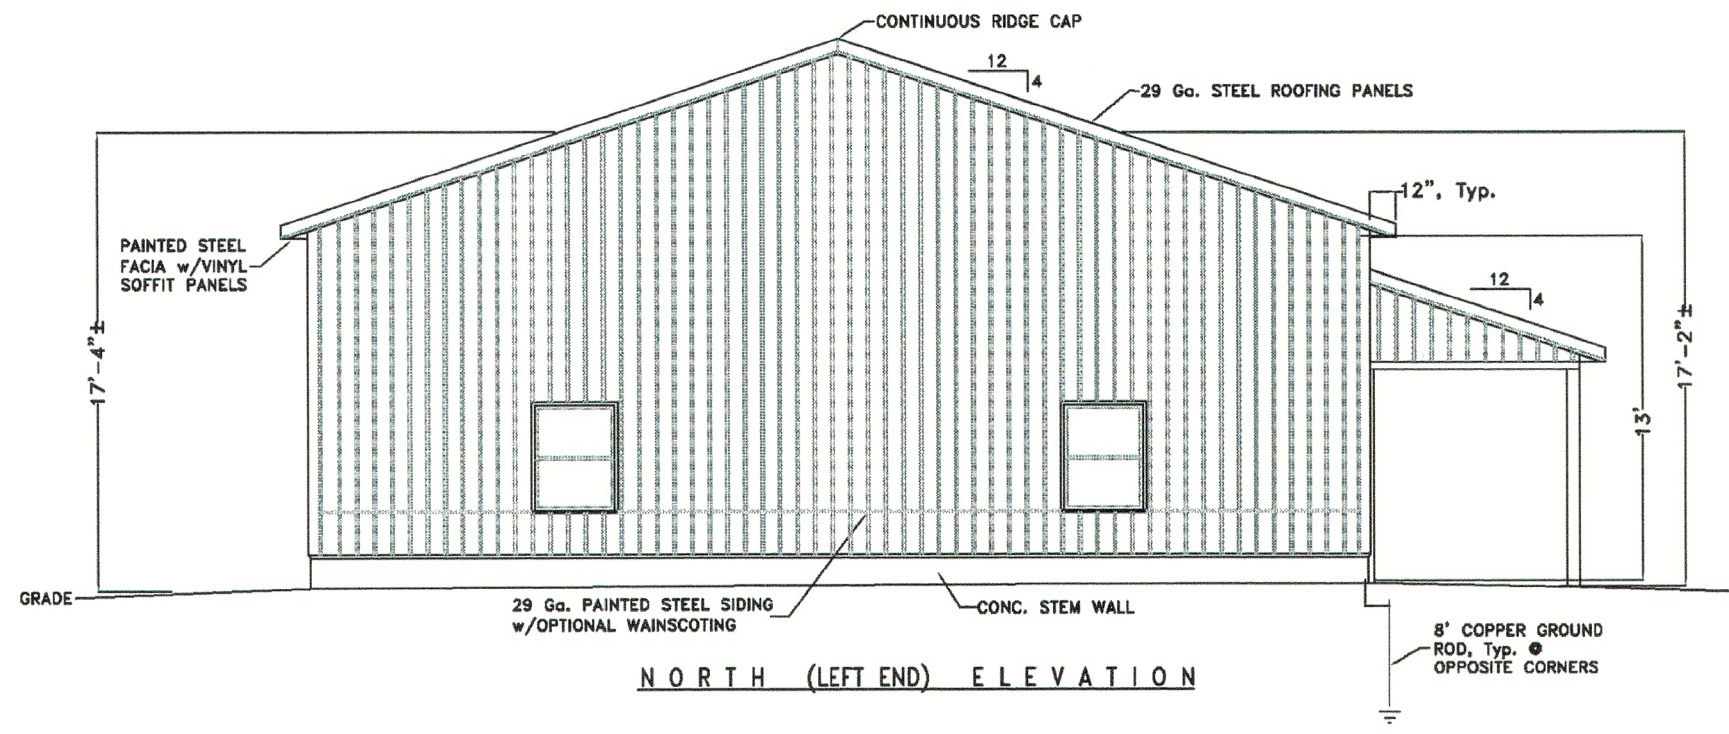 CONTINUOUS RIDGE CAP
12
4
29 Ga. STEEL ROOFING PANELS
12", Typ.
PAINTED STEEL
FACIA w/VINYL
SOFFIT PANELS
12
4
17'-4"±
17'-2"±
13'
GRADE
29 Ga. PAINTED STEEL SIDING
w/OPTIONAL WAINSCOTING
CONC. STEM WALL
8' COPPER GROUND
ROD, Typ. @
OPPOSITE CORNERS
NORTH (LEFT END) ELEVATION